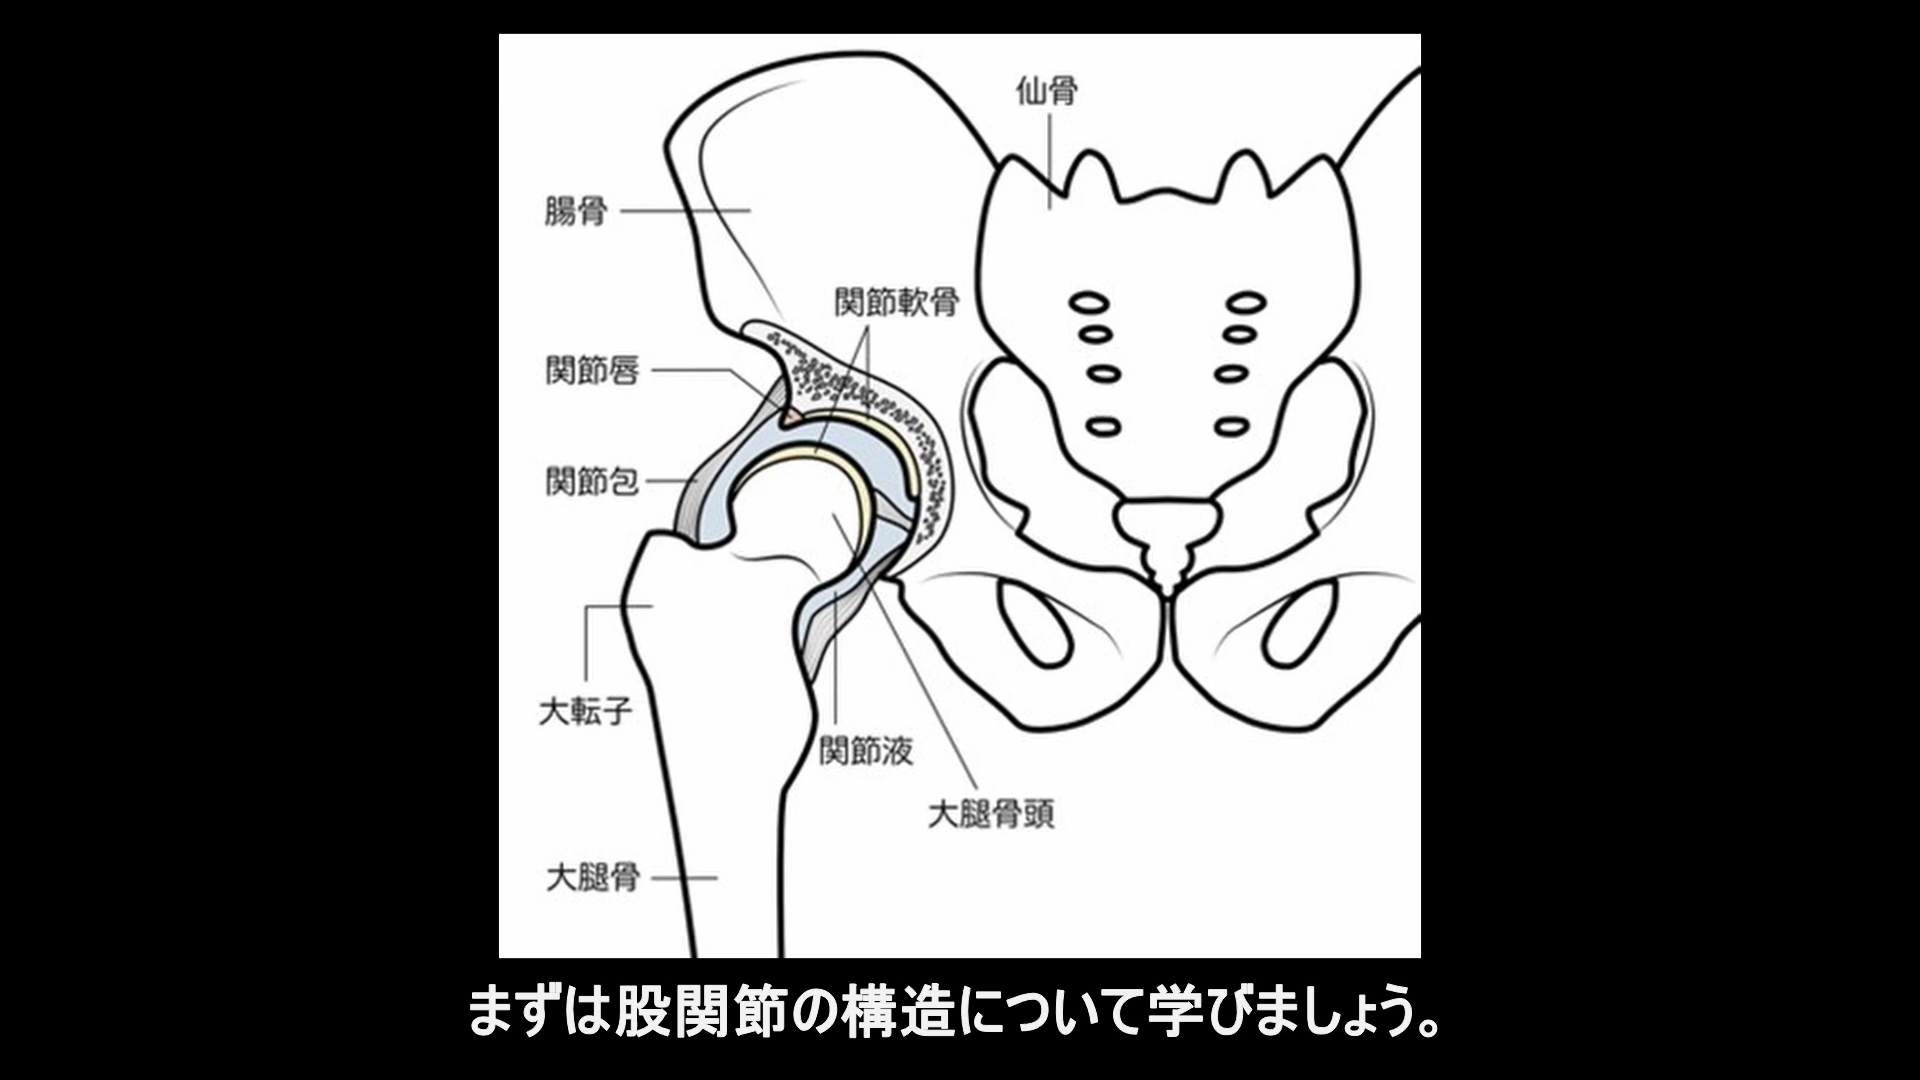 仙骨
腸骨
関節軟骨
関節唇
関節包
大転子
関節液
大腿骨頭
大腿骨
まずは股関節の構造について学びましょう。